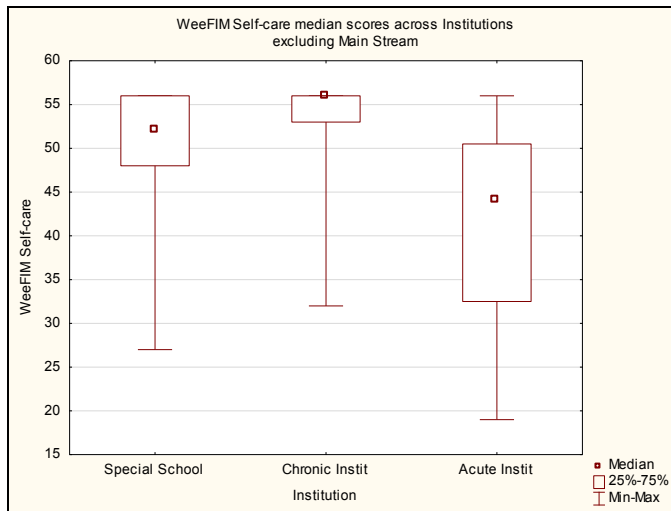 WeeFIM Self-care median scores across Institutions
excluding Main Stream
60
55
50
45
40
35
30
25
20
15
WeeFIM Self-care
Special School
Chronic Instit
Acute Instit
Institution
Median
25%-75%
Min-Max